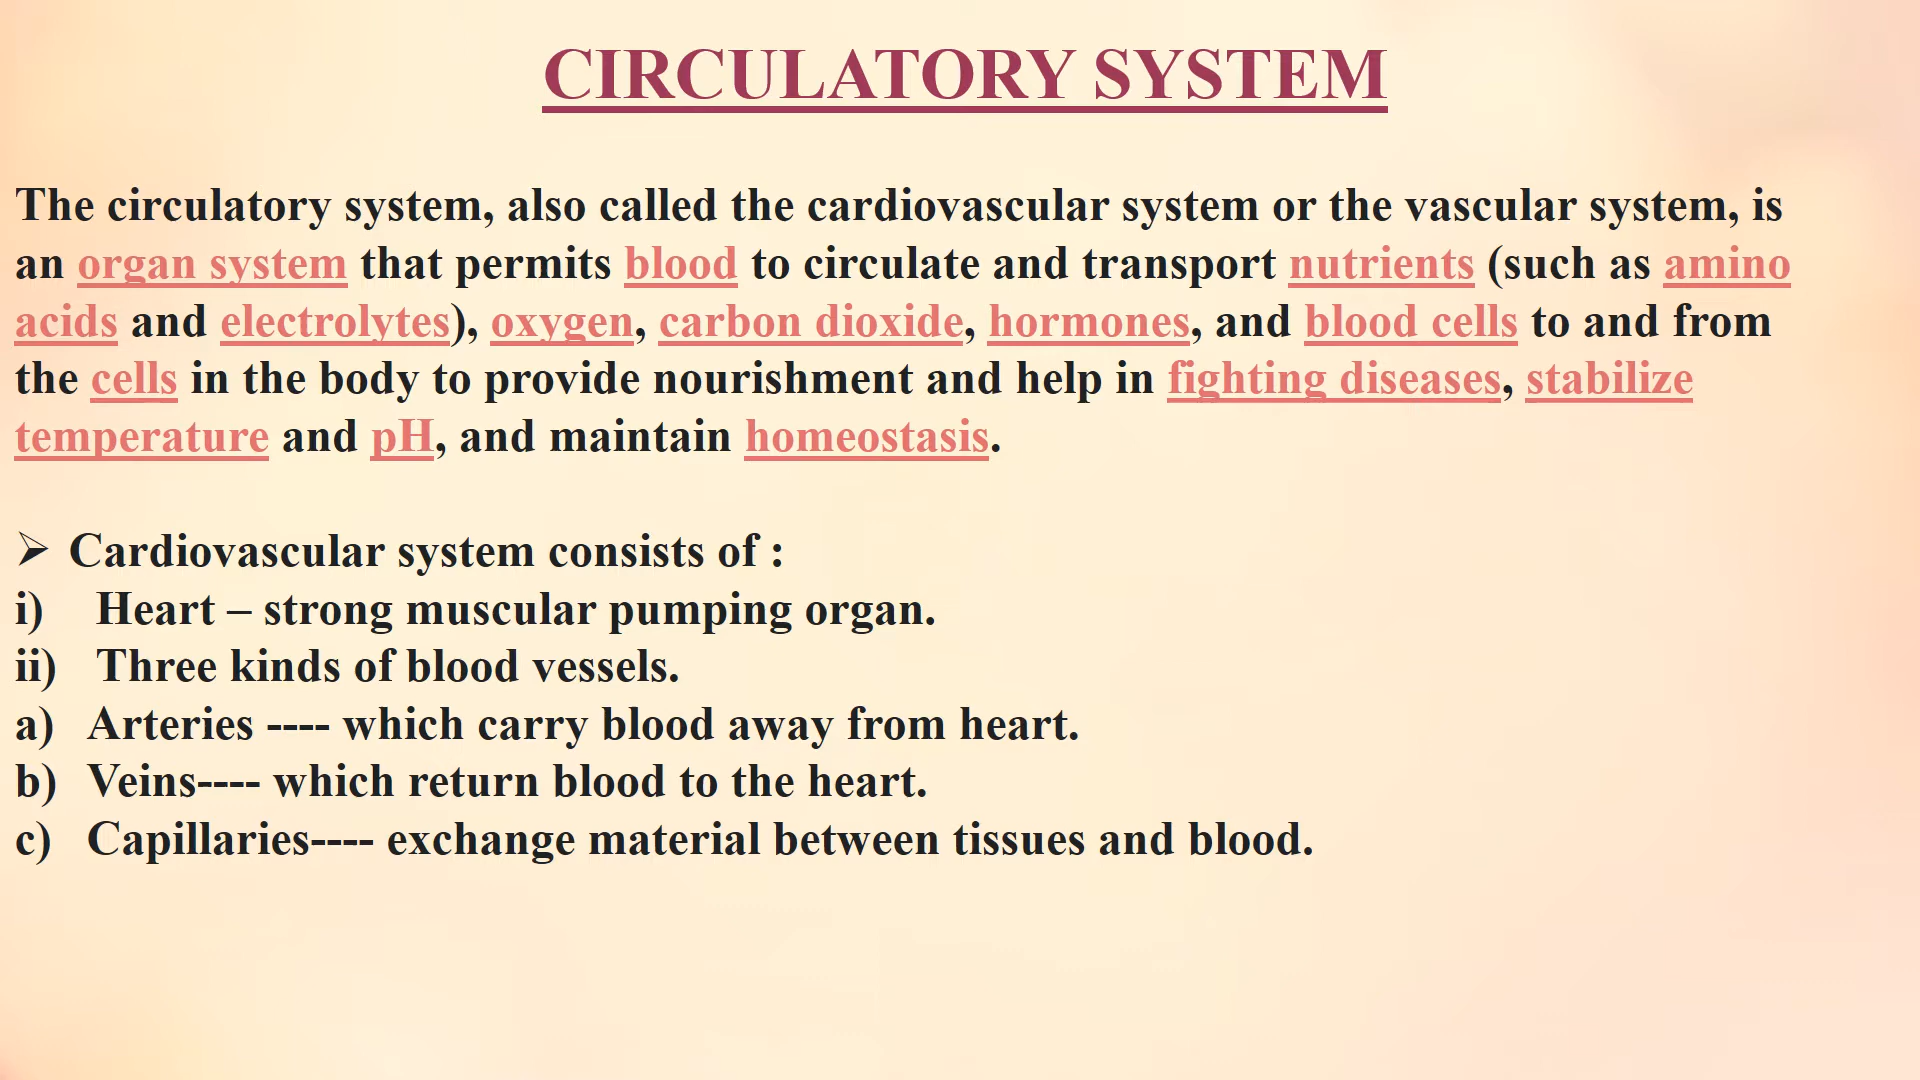 CIRCULATORY SYSTEM
The circulatory system, also called the cardiovascular system or the vascular system, is
an organ system that permits blood to circulate and transport nutrients (such as amino
acids and electrolytes), oxygen, carbon dioxide, hormones, and blood cells to and from
the cells in the body to provide nourishment and help in fighting diseases, stabilize
temperature and pH, and maintain homeostasis.
➢ Cardiovascular system consists of :
i) Heart – strong muscular pumping organ.
ii) Three kinds of blood vessels.
a) Arteries ---- which carry blood away from heart.
b) Veins---- which return blood to the heart.
c) Capillaries---- exchange material between tissues and blood.